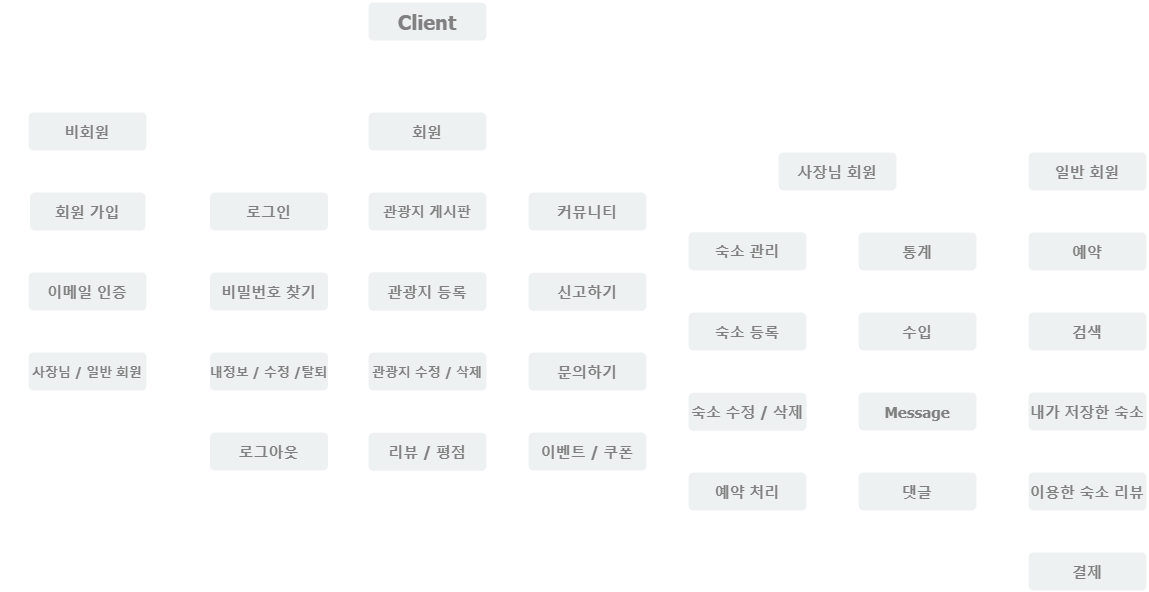 Client
비회원
회원
사장님 회원
일반 회원
회원 가입
로그인
관광지 게시판
커뮤니티
숙소 관리
통계
예약
이메일 인증
비밀번호 찾기
관광지 등록
신고하기
숙소 등록
수입
검색
사장님 / 일반 회원
내정보 / 수정 /탈퇴
관광지 수정 / 삭제
문의하기
숙소 수정 / 삭제
Message
내가 저장한 숙소
로그아웃
리뷰 / 평점
이벤트 / 쿠폰
예약 처리
댓글
이용한 숙소 리뷰
결제